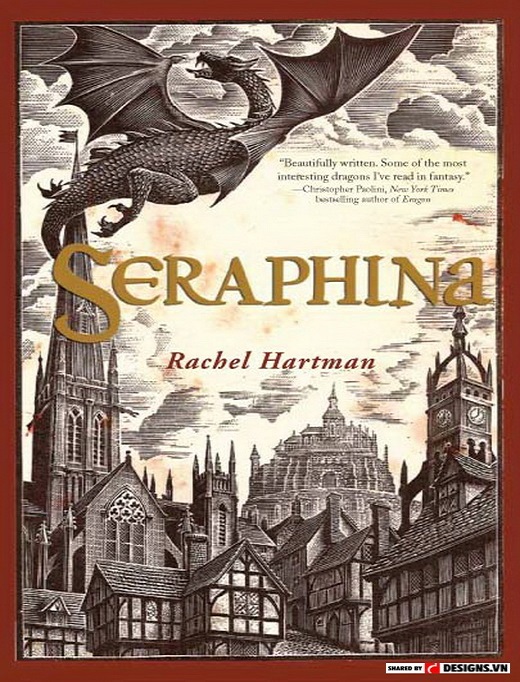 “Beautifully written. Some of the most
interesting dragons I’ve read in fantasy.”
—Christopher Paolini, New York Times
bestselling author of Eragon
SERAPHINA
Rachel Hartman
SHARED BY
DESIGNS.VN